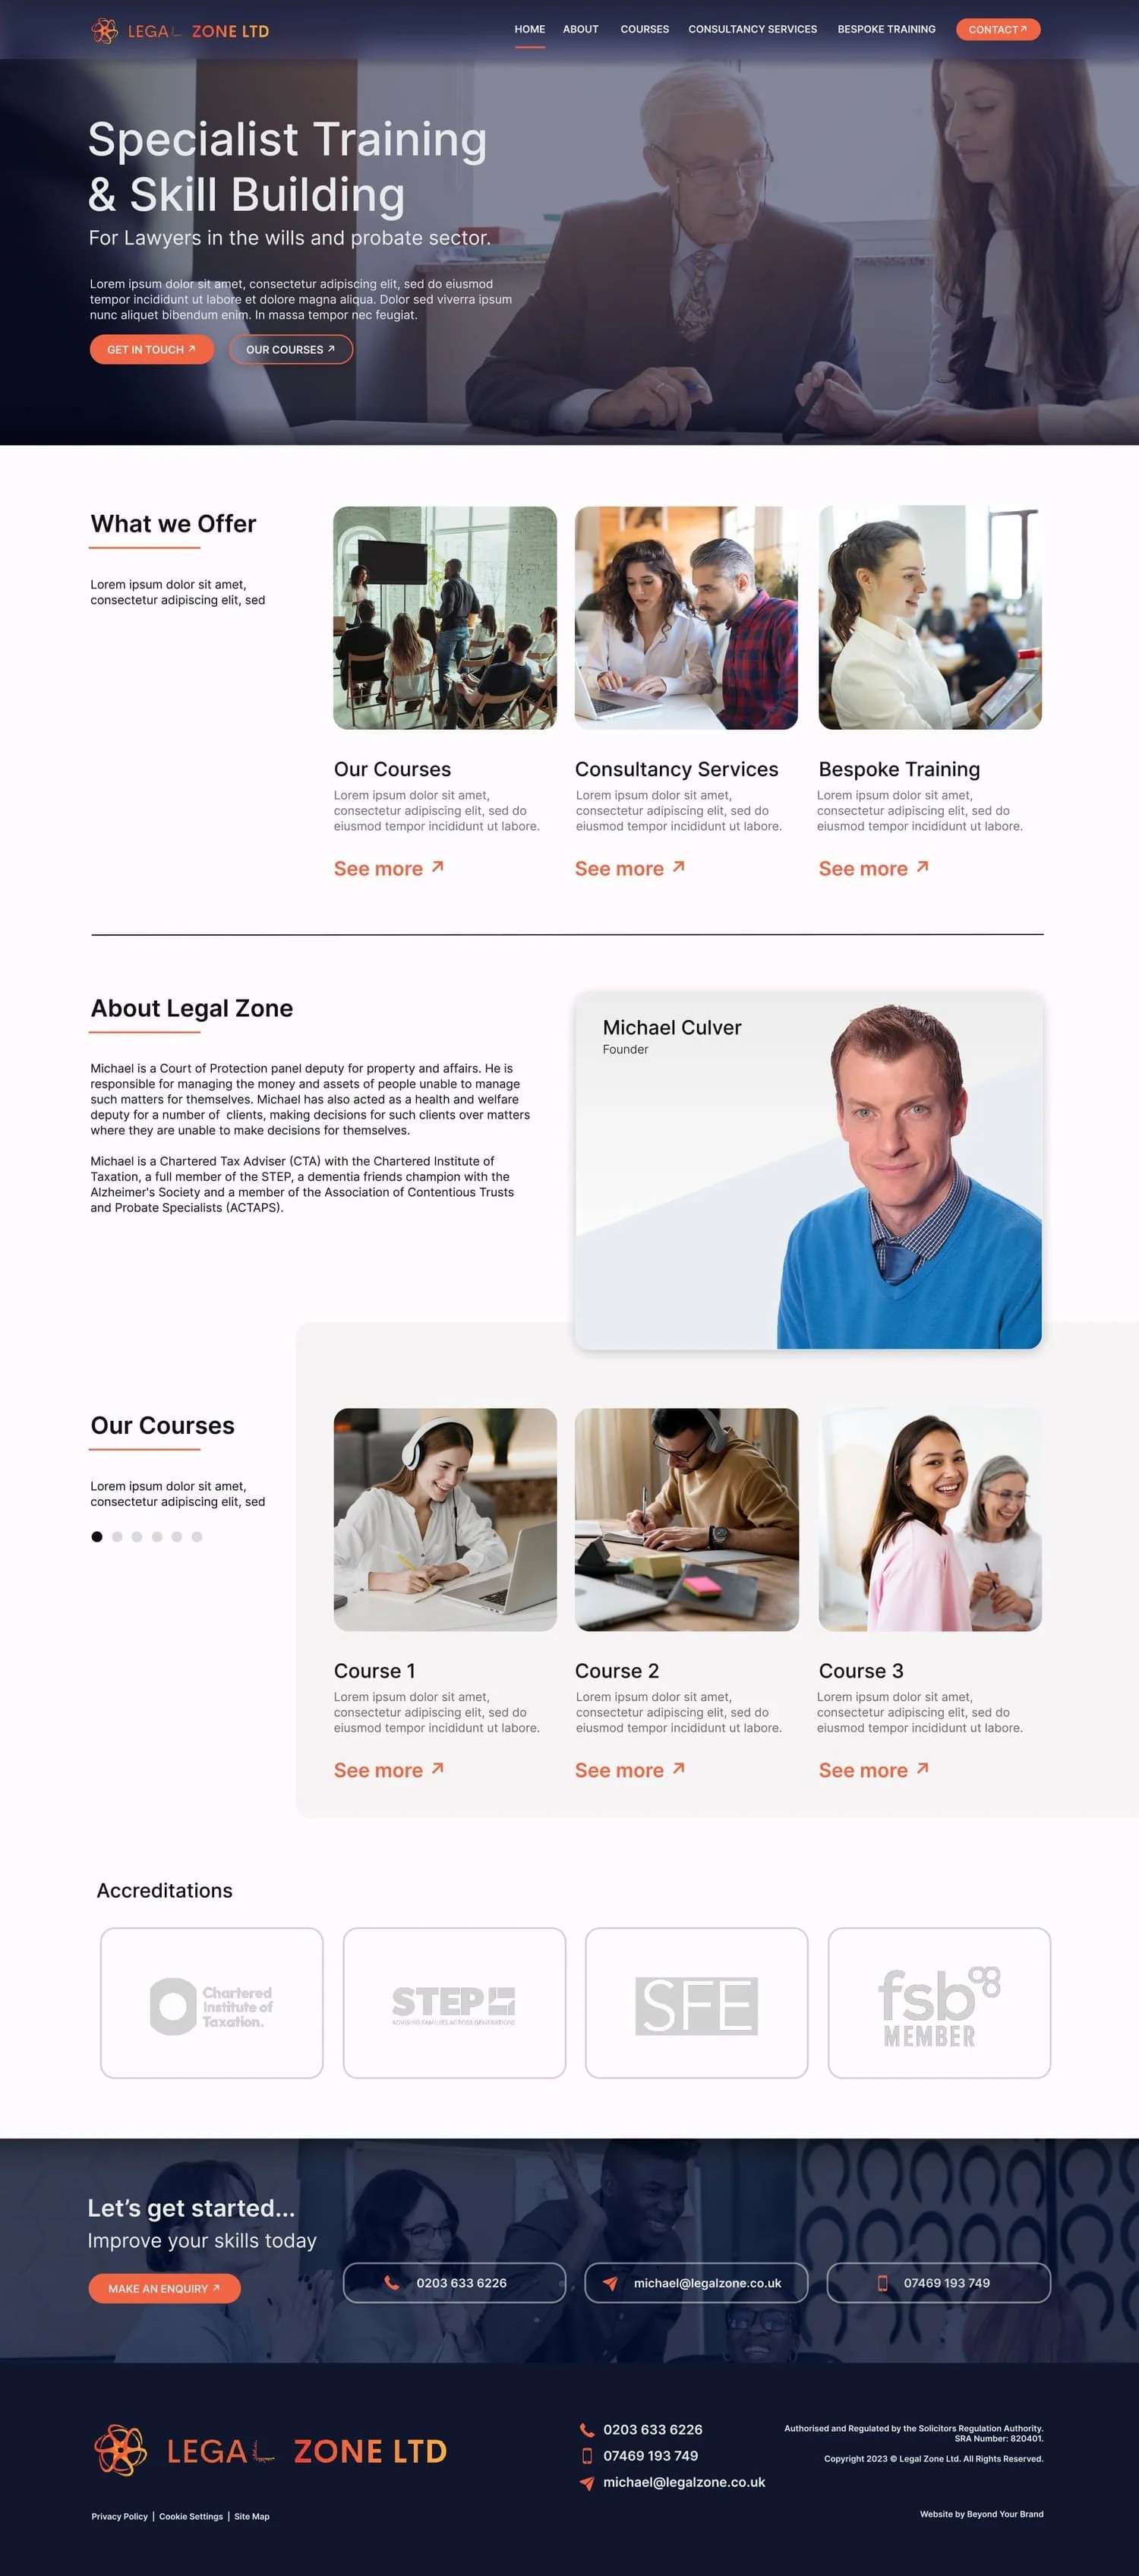 LEGAL ZONE LTD
HOME ABOUT COURSES CONSULTANCY SERVICES BESPOKE TRAINING CONTACT↗
Specialist Training
& Skill Building
For Lawyers in the wills and probate sector.
Lorem ipsum dolor sit amet, consectetur adipiscing elit, sed do eiusmod
tempor incididunt ut labore et dolore magna aliqua. Dolor sed viverra ipsum
nunc aliquet bibendum enim. In massa tempor nec feugiat.
GET IN TOUCH ↗ OUR COURSES ↗
What we Offer
Lorem ipsum dolor sit amet,
consectetur adipiscing elit, sed
Our Courses
Lorem ipsum dolor sit amet,
consectetur adipiscing elit, sed do
eiusmod tempor incididunt ut labore.
See more ↗
Consultancy Services
Lorem ipsum dolor sit amet,
consectetur adipiscing elit, sed do
eiusmod tempor incididunt ut labore.
See more ↗
Bespoke Training
Lorem ipsum dolor sit amet,
consectetur adipiscing elit, sed do
eiusmod tempor incididunt ut labore.
See more ↗
About Legal Zone
Michael is a Court of Protection panel deputy for property and affairs. He is
responsible for managing the money and assets of people unable to manage
such matters for themselves. Michael has also acted as a health and welfare
deputy for a number of clients, making decisions for such clients over matters
where they are unable to make decisions for themselves.
Michael is a Chartered Tax Adviser (CTA) with the Chartered Institute of
Taxation, a full member of the STEP, a dementia friends champion with the
Alzheimer's Society and a member of the Association of Contentious Trusts
and Probate Specialists (ACTAPS).
Michael Culver
Founder
Our Courses
Lorem ipsum dolor sit amet,
consectetur adipiscing elit, sed
Course 1
Lorem ipsum dolor sit amet,
consectetur adipiscing elit, sed do
eiusmod tempor incididunt ut labore.
See more ↗
Course 2
Lorem ipsum dolor sit amet,
consectetur adipiscing elit, sed do
eiusmod tempor incididunt ut labore.
See more ↗
Course 3
Lorem ipsum dolor sit amet,
consectetur adipiscing elit, sed do
eiusmod tempor incididunt ut labore.
See more ↗
Accreditations
Chartered
Institute of
Taxation.
STEP
ADVISING FAMILIES ACROSS GENERATIONS
SFE
fsb
MEMBER
Let’s get started...
Improve your skills today
MAKE AN ENQUIRY ↗
0203 633 6226
michael@legalzone.co.uk
07469 193 749
LEGAL ZONE LTD
0203 633 6226
07469 193 749
michael@legalzone.co.uk
Authorised and Regulated by the Solicitors Regulation Authority.
SRA Number: 820401.
Copyright 2023 © Legal Zone Ltd. All Rights Reserved.
Privacy Policy | Cookie Settings | Site Map
Website by Beyond Your Brand